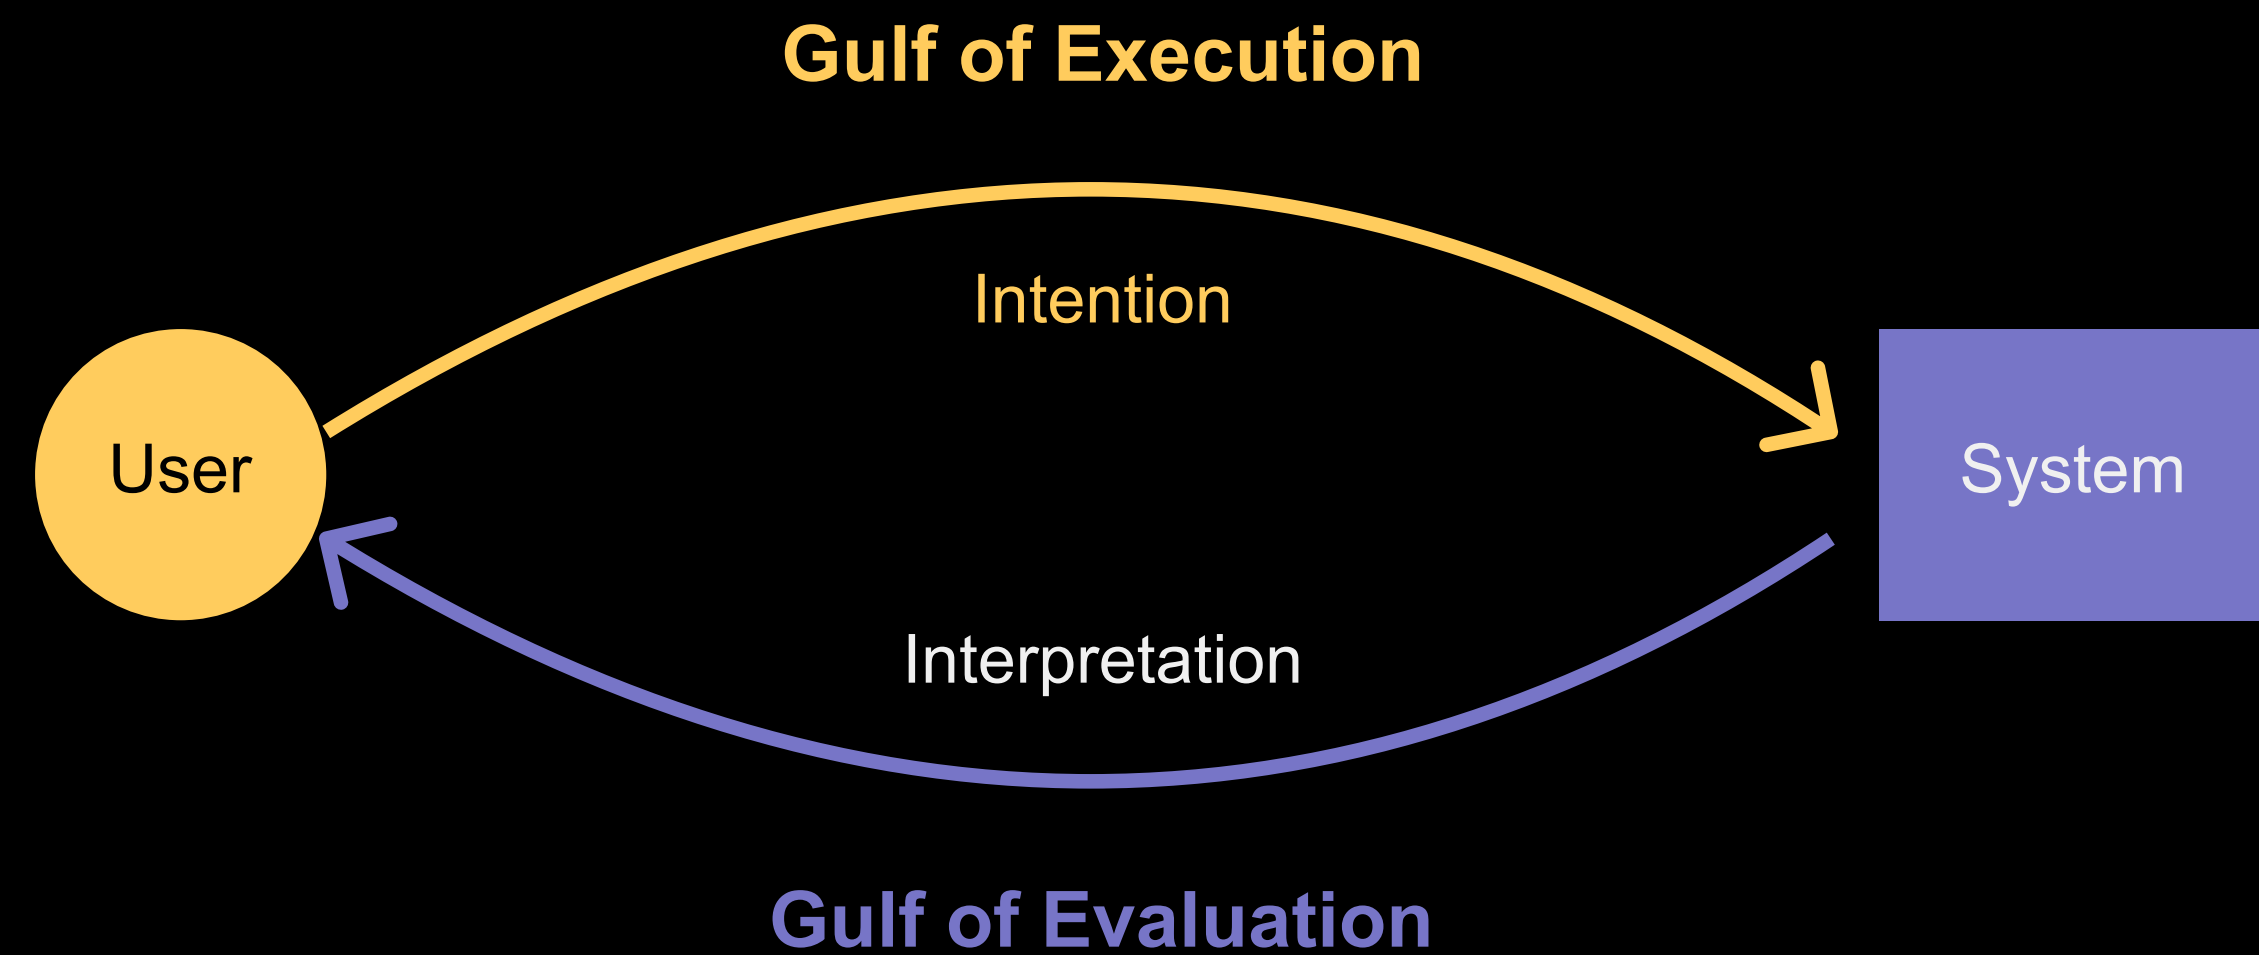 Gulf of Execution
Intention
User
System
Interpretation
Gulf of Evaluation